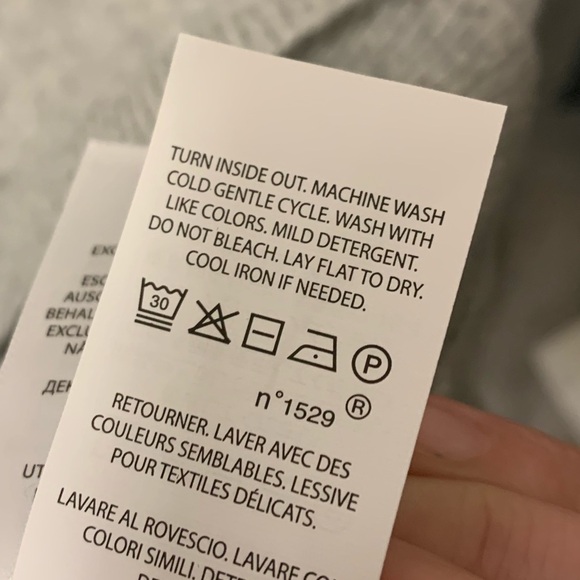 TURN INSIDE OUT. MACHINE WASH
COLD GENTLE CYCLE. WASH WITH
LIKE COLORS. MILD DETERGENT.
DO NOT BLEACH. LAY FLAT TO DRY.
COOL IRON IF NEEDED.
30
P
n°1529 ®
RETOURNER. LAVER AVEC DES
COULEURS SEMBLABLES. LESSIVE
POUR TEXTILES DÉLICATS.
LAVARE AL ROVESCIO. LAVARE
COLORI SIMILI.